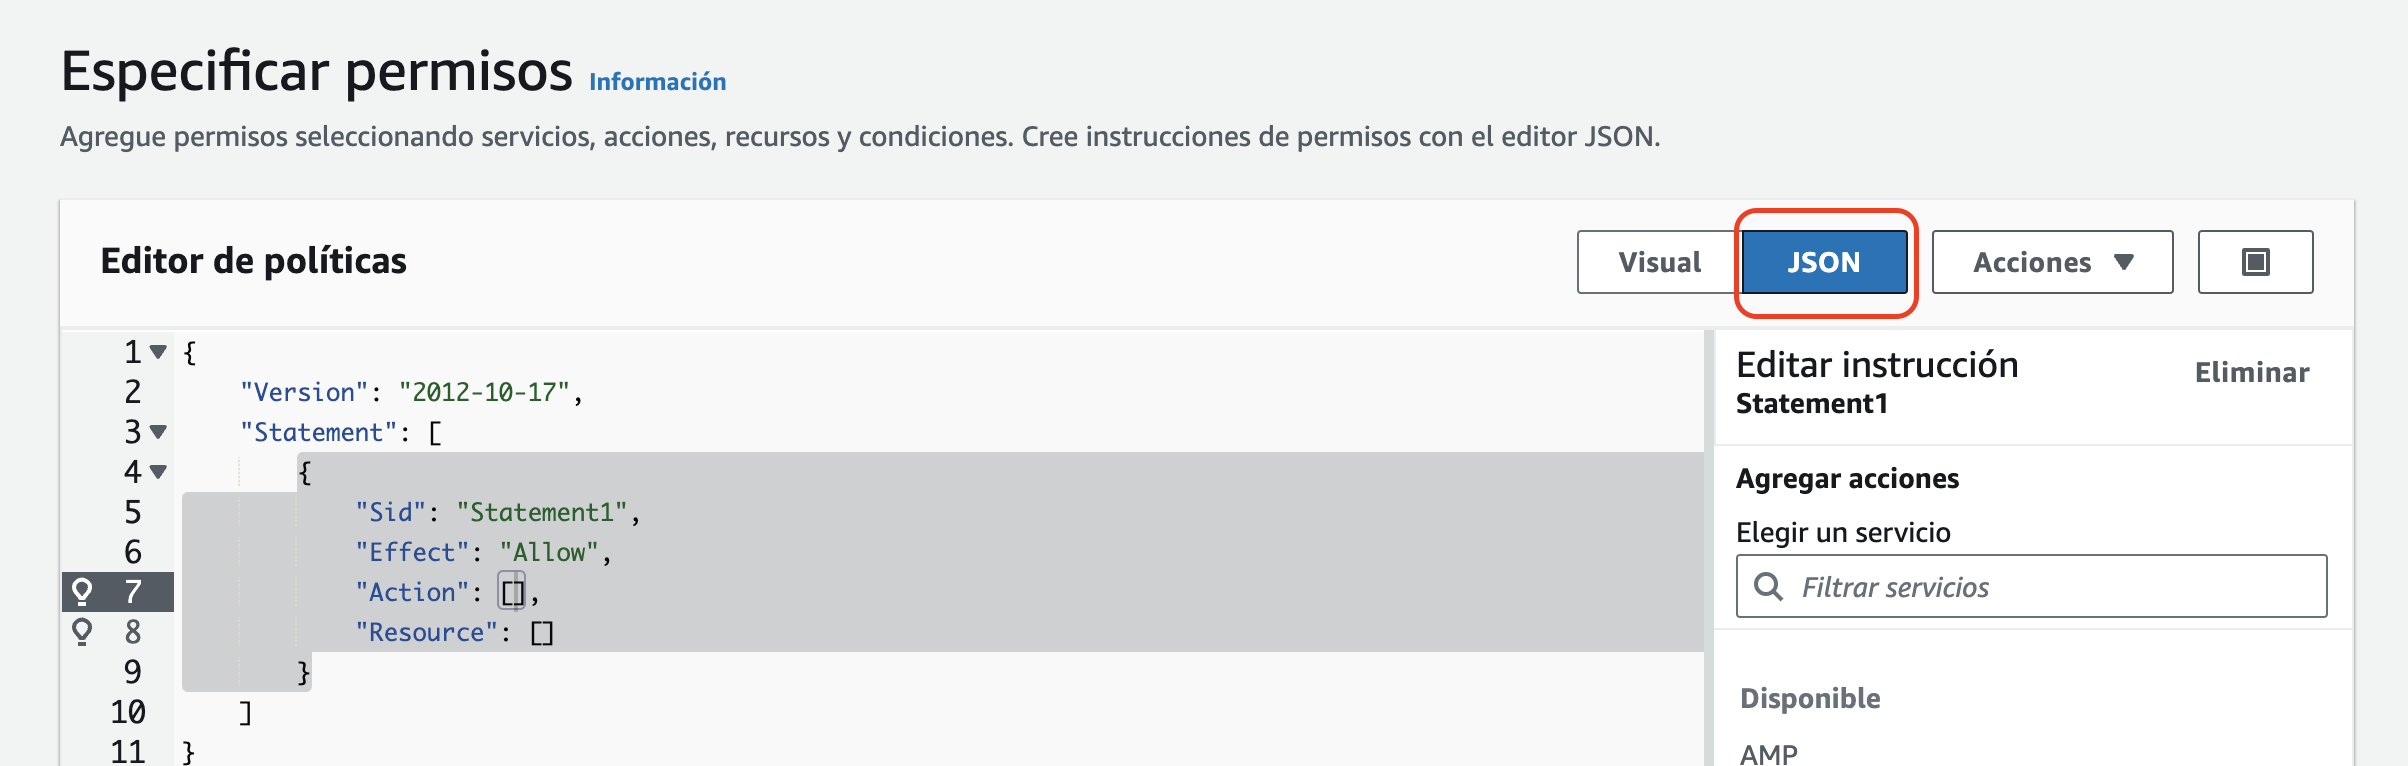 Especificar permisos Información
Agregue permisos seleccionando servicios, acciones, recursos y condiciones. Cree instrucciones de permisos con el editor JSON.
Editor de políticas
Visual
JSON
Acciones
1 {
2 "Version": "2012-10-17",
3 "Statement": [
4 {
5 "Sid": "Statement1",
6 "Effect": "Allow",
7 "Action": [],
8 "Resource": []
9 }
10 ]
11 }
Editar instrucción
Eliminar
Statement1
Agregar acciones
Elegir un servicio
Filtrar servicios
Disponible
AMP